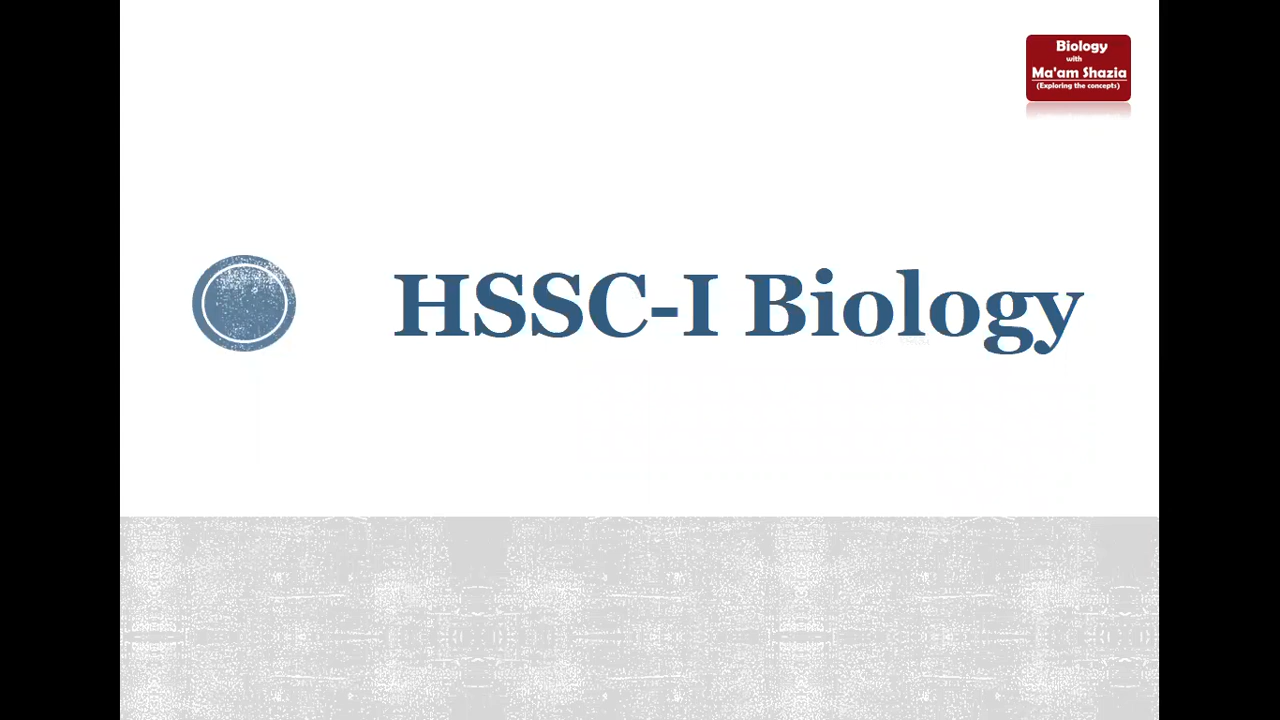 Biology
with
Ma'am Shazia
(Exploring the concepts)
HSSC-I Biology